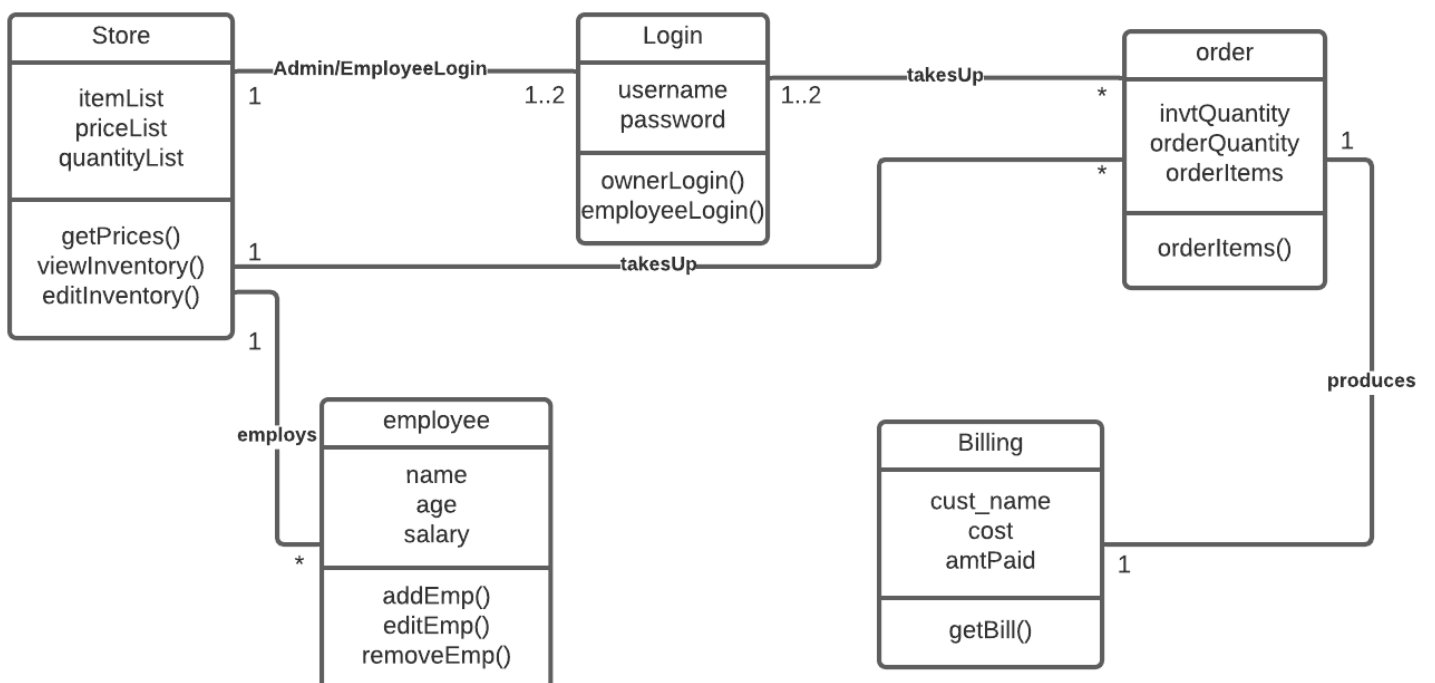 Store
itemList
priceList
quantityList
getPrices()
viewInventory()
editInventory()
Admin/EmployeeLogin
1
1..2
Login
username
password
ownerLogin()
employeeLogin()
1..2
takesUp
*
order
invtQuantity
orderQuantity
orderItems
orderItems()
1
takesUp
*
1
employs
*
employee
name
age
salary
addEmp()
editEmp()
removeEmp()
1
produces
1
Billing
cust_name
cost
amtPaid
getBill()